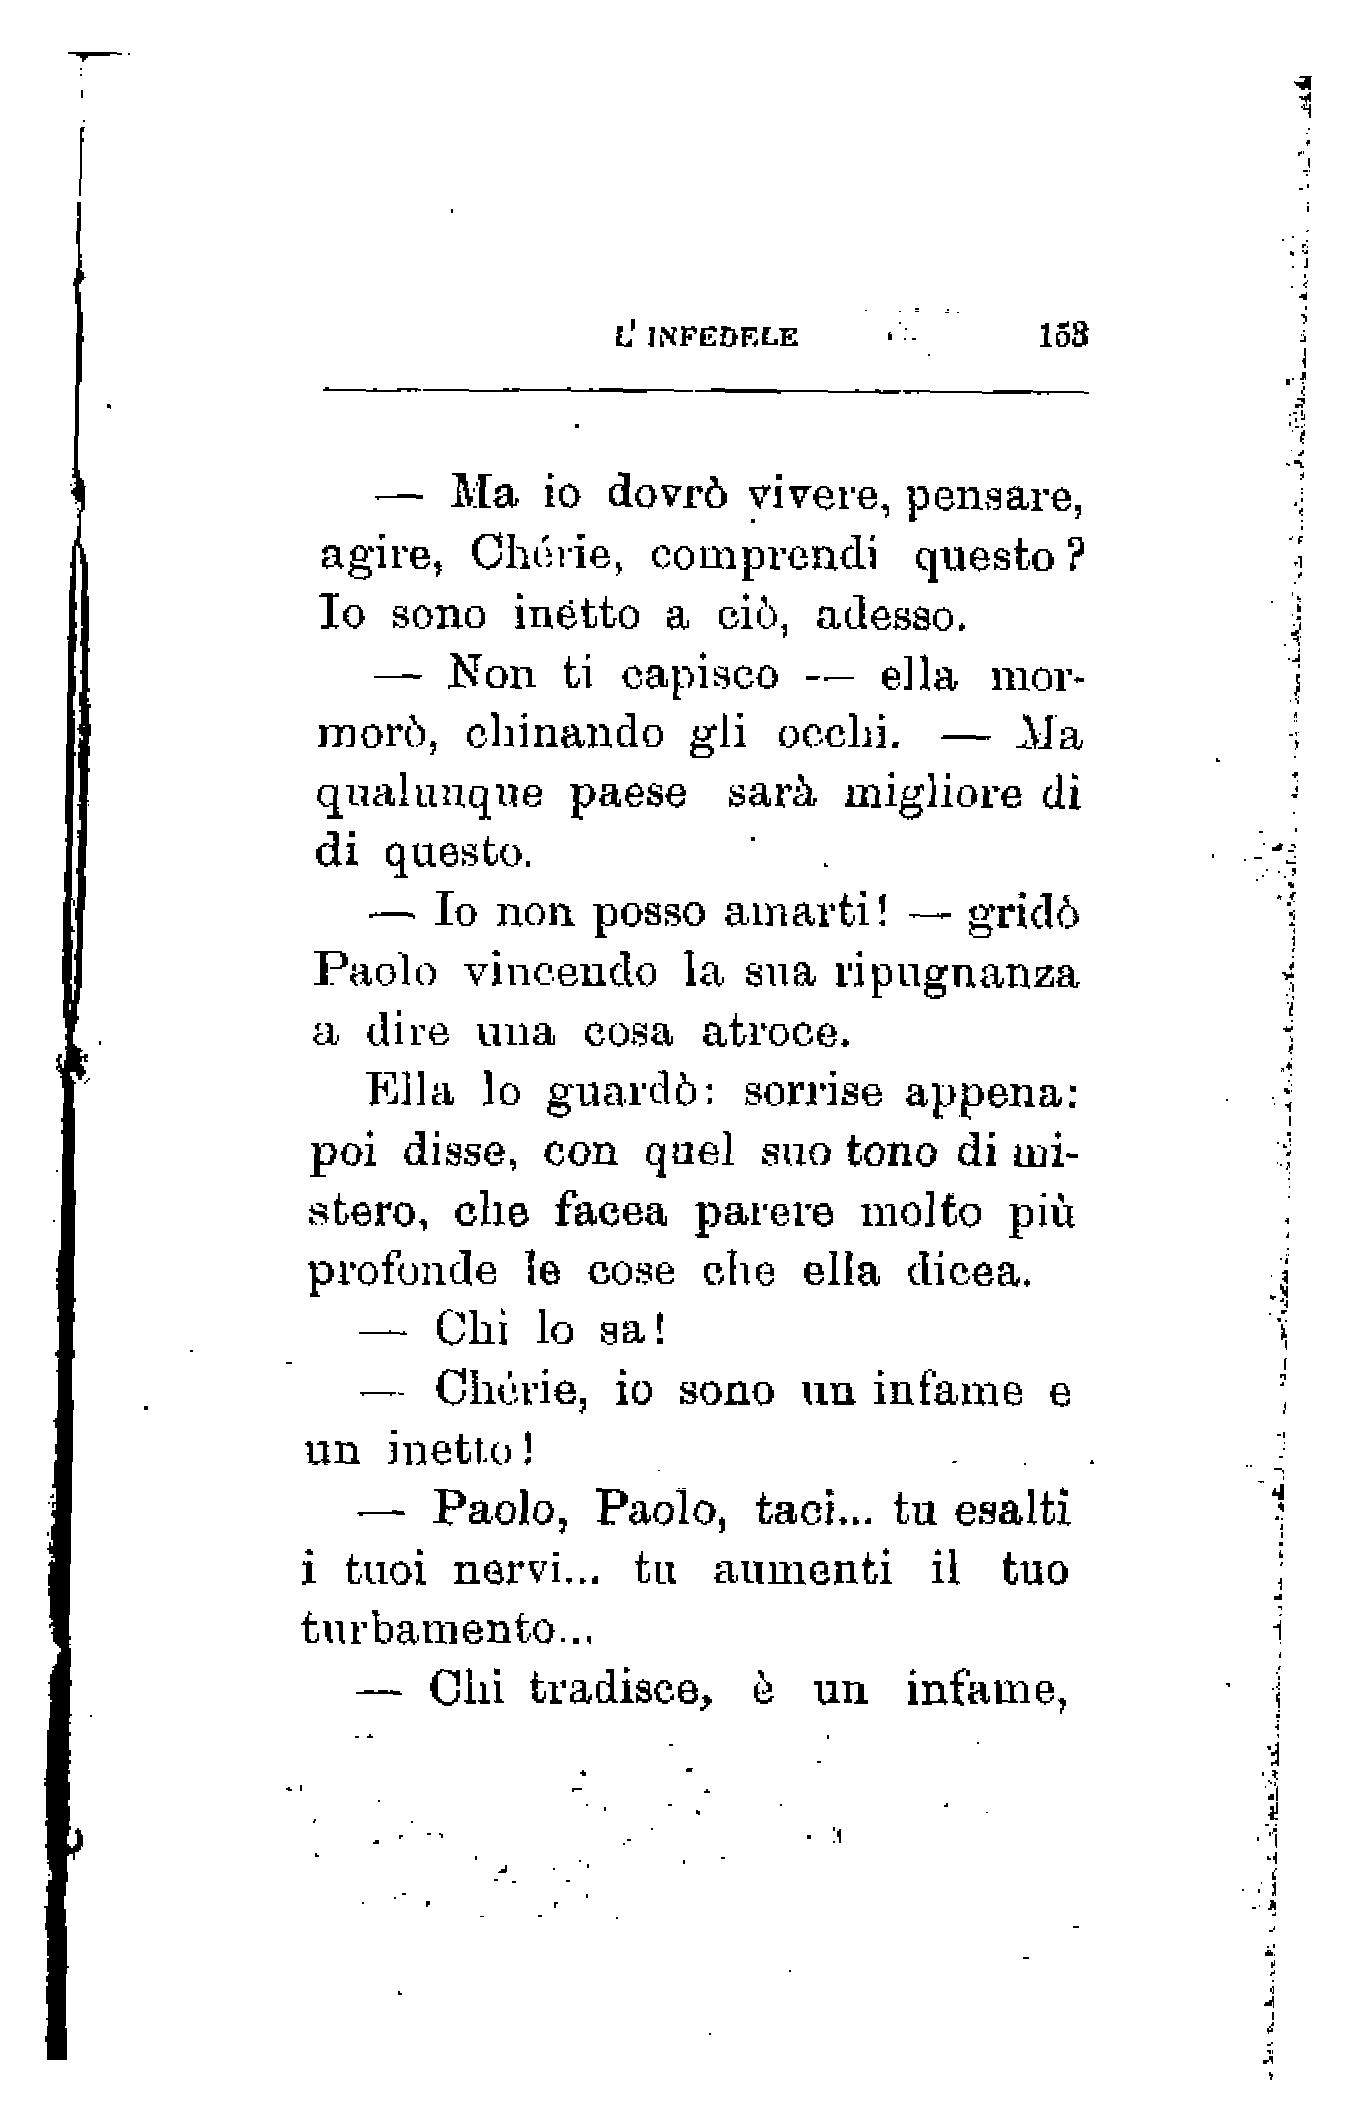 L' INFEDELE 153
— Ma io dovrò vivere, pensare,
agire, Chérie, comprendi questo?
Io sono inetto a ciò, adesso.
— Non ti capisco — ella mor-
morò, chinando gli occhi. — Ma
qualunque paese sarà migliore di
di questo.
— Io non posso amarti! — gridò
Paolo vincendo la sua ripugnanza
a dire una cosa atroce.
Ella lo guardò: sorrise appena:
poi disse, con quel suo tono di mi-
stero, che facea parere molto più
profonde le cose che ella dicea.
— Chi lo sa!
— Chérie, io sono un infame e
un inetto!
— Paolo, Paolo, taci... tu esalti
i tuoi nervi... tu aumenti il tuo
turbamento...
— Chi tradisce, è un infame,